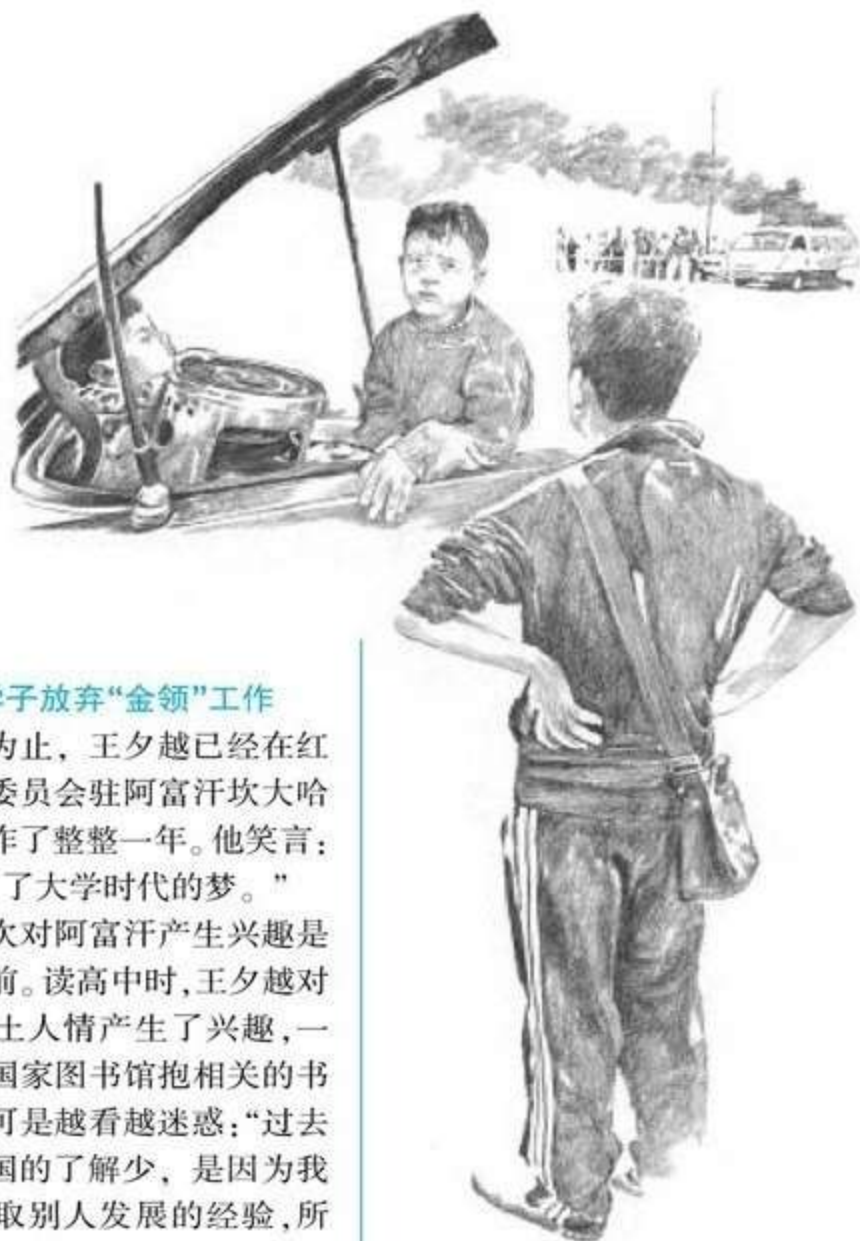 学子放弃“金领”工作
为止，王夕越已经在红
委员会驻阿富汗坎大哈
作了整整一年。他笑言：
了大学时代的梦。”
次对阿富汗产生兴趣是
前。读高中时，王夕越对
土人情产生了兴趣，一
国家图书馆抱相关的书
可是越看越迷惑：“过去
国的了解少，是因为我
取别人发展的经验，所